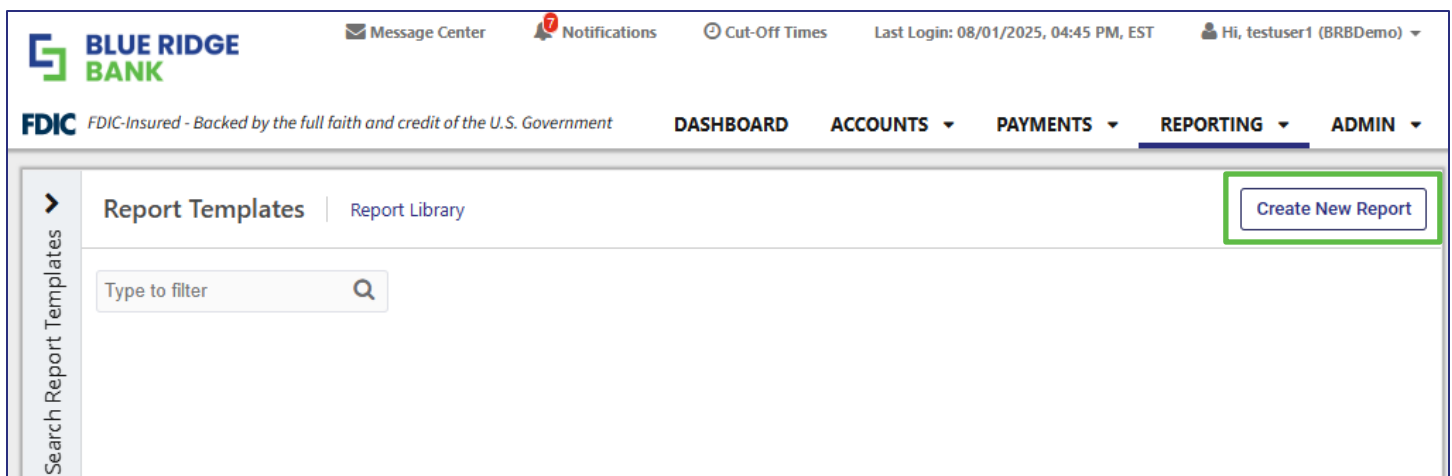 BLUE RIDGE
BANK
Message Center
7
Notifications
Cut-Off Times
Last Login: 08/01/2025, 04:45 PM, EST
Hi, testuser1 (BRBDemo)
FDIC FDIC-Insured - Backed by the full faith and credit of the U.S. Government
DASHBOARD
ACCOUNTS
PAYMENTS
REPORTING
ADMIN
Search Report Templates
Report Templates
Report Library
Create New Report
Type to filter